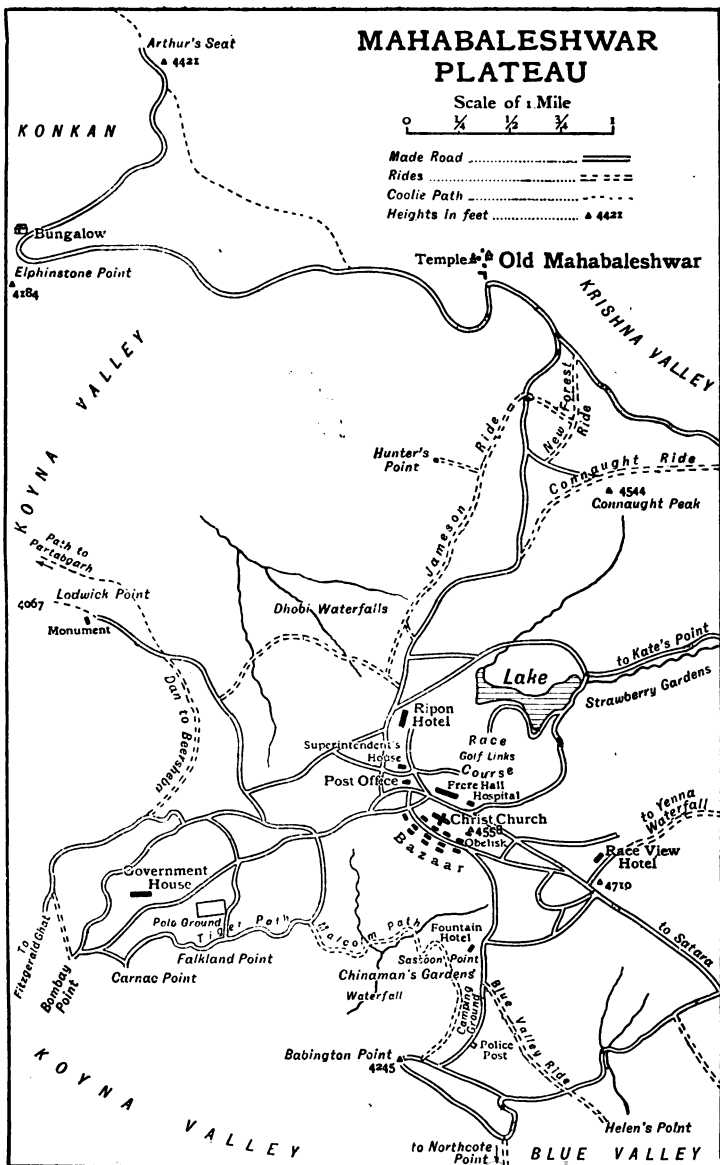 MAHABALESHWAR
PLATEAU
Scale of 1 Mile
0 ¼ ½ ¾ 1
Made Road
Rides
Coolie Path
Heights in feet ▲ 4421
Arthur's Seat
▲ 4421
KONKAN
Bungalow
Elphinstone Point
▲ 4184
Temple
Old Mahabaleshwar
KRISHNA VALLEY
KOYNA VALLEY
New Forest
Ride
Jameson Ride
Hunter's
Point
Connaught Ride
▲ 4544
Connaught Peak
Path to
Partabgarh
Lodwick Point
4067
Monument
Dhobi Waterfalls
Dan to Beersheba
Lake
to Kate's Point
Strawberry Gardens
Ripon
Hotel
Race
Golf Links
Course
Superintendent's
House
Post Office
Frere Hall
Hospital
Christ Church
▲ 4558
Obelisk
Bazaar
to Yenna
Waterfall
Race View
Hotel
▲ 4719
Government
House
Polo Ground
Tiger Path
Malcolm Path
Falkland Point
Carnac Point
To
Fitzgerald Ghat
Bombay
Point
Fountain
Hotel
Sassoon Point
Chinaman's Gardens
Waterfall
Camping
Ground
Blue Valley Ride
to Satara
Police
Post
Babington Point
4245
Helen's Point
KOYNA VALLEY
to Northcote
Point
BLUE VALLEY